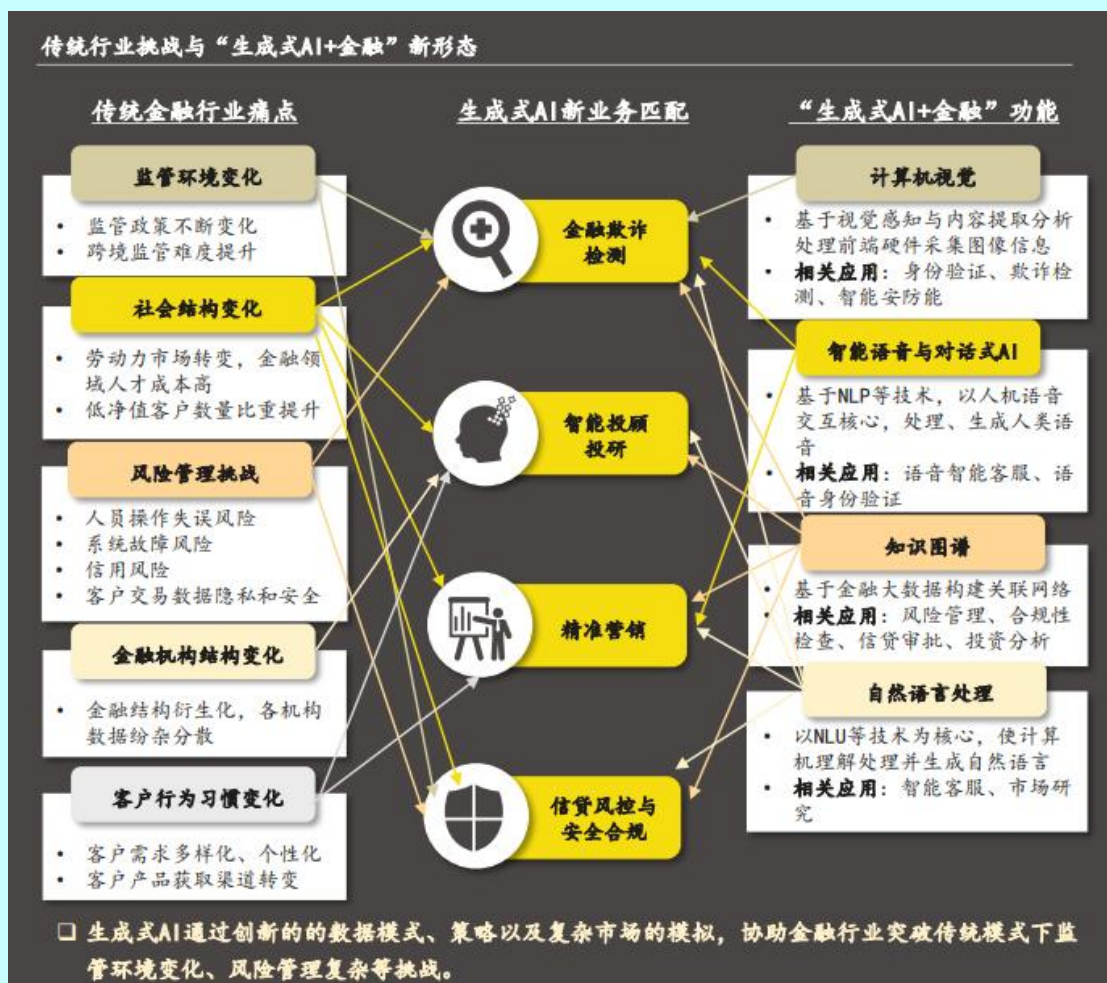 传统行业挑战与“生成式AI+金融”新形态
传统金融行业痛点
监管环境变化
• 监管政策不断变化
• 跨境监管难度提升
社会结构变化
• 劳动力市场转变，金融领
域人才成本高
• 低净值客户数量比重提升
风险管理挑战
• 人员操作失误风险
• 系统故障风险
• 信用风险
• 客户交易数据隐私和安全
金融机构结构变化
• 金融结构衍生化，各机构
数据纷杂分散
客户行为习惯变化
• 客户需求多样化、个性化
• 客户产品获取渠道转变
生成式AI新业务匹配
金融欺诈
检测
智能投顾
投研
精准营销
信贷风控与
安全合规
“生成式AI+金融”功能
计算机视觉
• 基于视觉感知与内容提取分析
处理前端硬件采集图像信息
• 相关应用：身份验证、欺诈检
测、智能安防能
智能语音与对话式AI
• 基于NLP等技术，以人机语音
交互核心，处理、生成人类语
音
• 相关应用：语音智能客服、语
音身份验证
知识图谱
• 基于金融大数据构建关联网络
• 相关应用：风险管理、合规性
检查、信贷审批、投资分析
自然语言处理
• 以NLU等技术为核心，使计算
机理解处理并生成自然语言
• 相关应用：智能客服、市场研
究
❑ 生成式AI通过创新的的数据模式、策略以及复杂市场的模拟，协助金融行业突破传统模式下监
管环境变化、风险管理复杂等挑战。